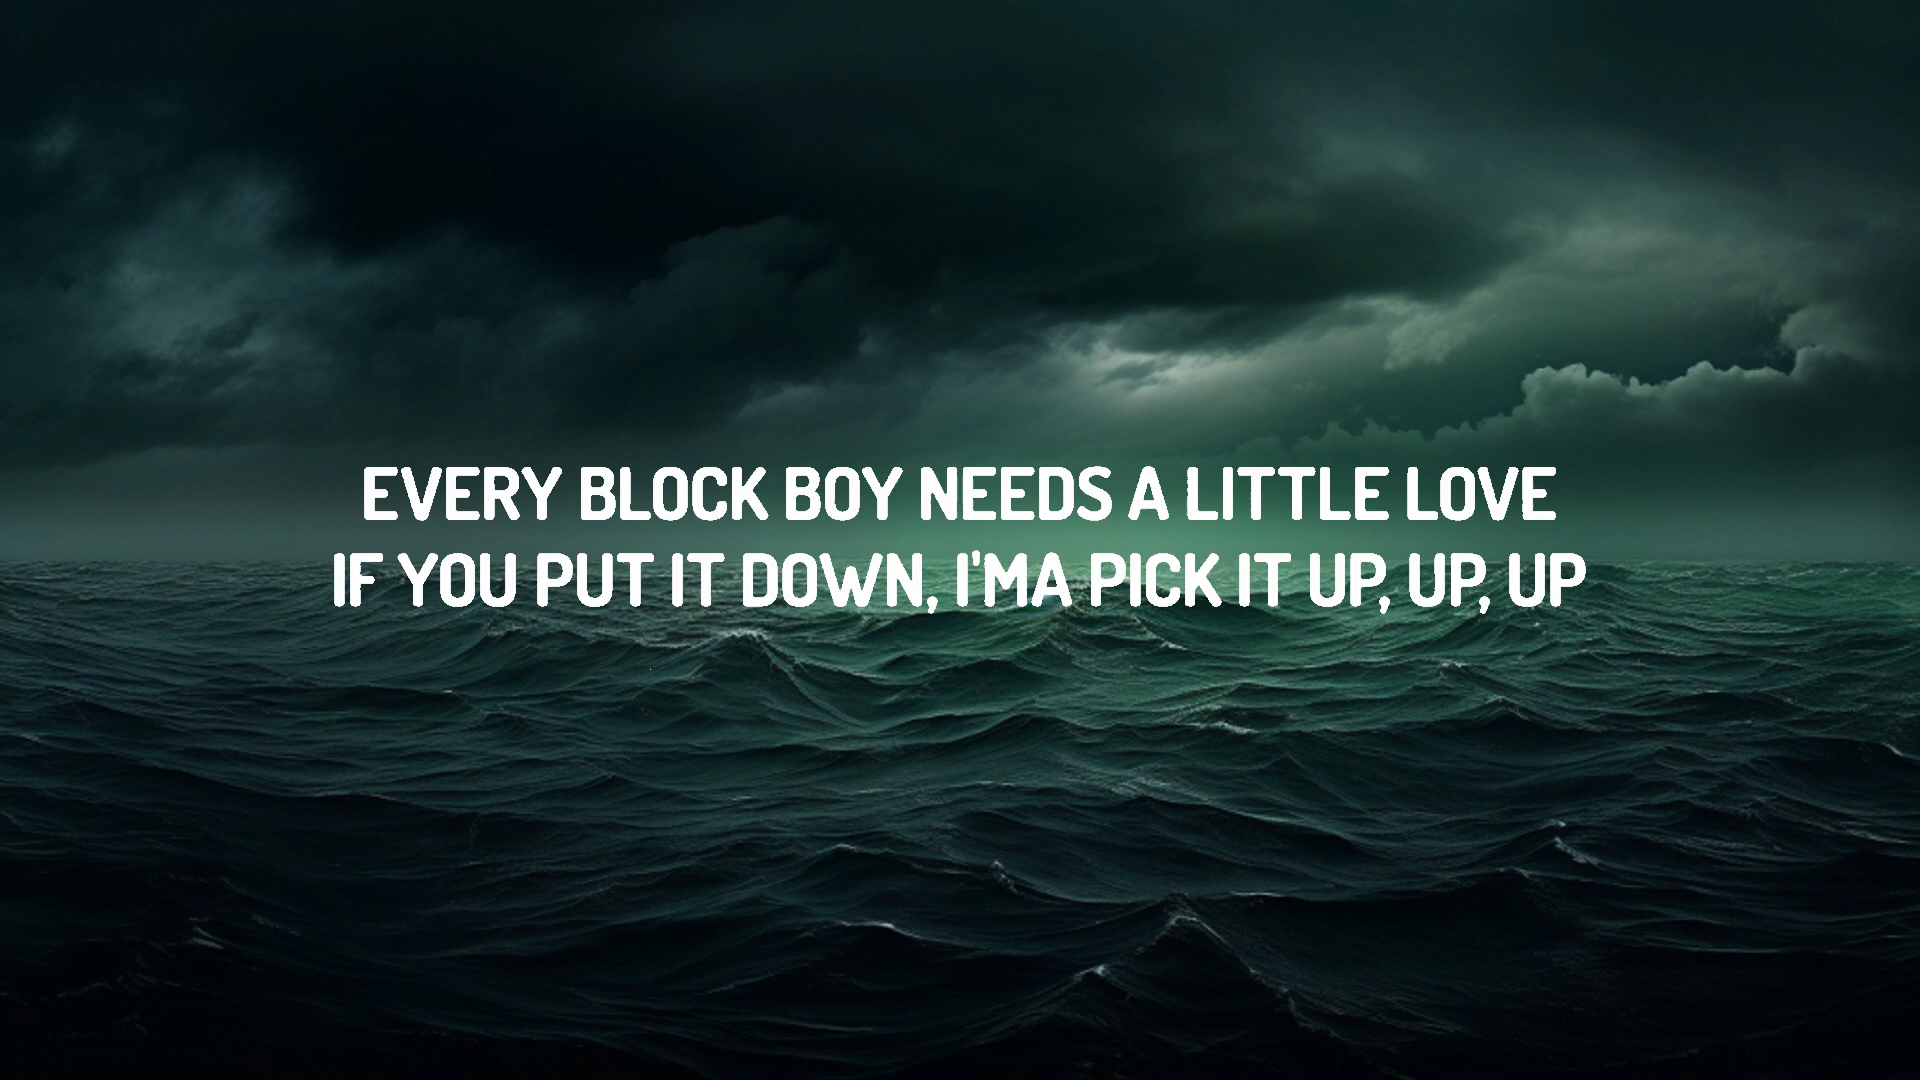 EVERY BLOCK BOY NEEDS A LITTLE LOVE
IF YOU PUT IT DOWN, I'MA PICK IT UP, UP, UP